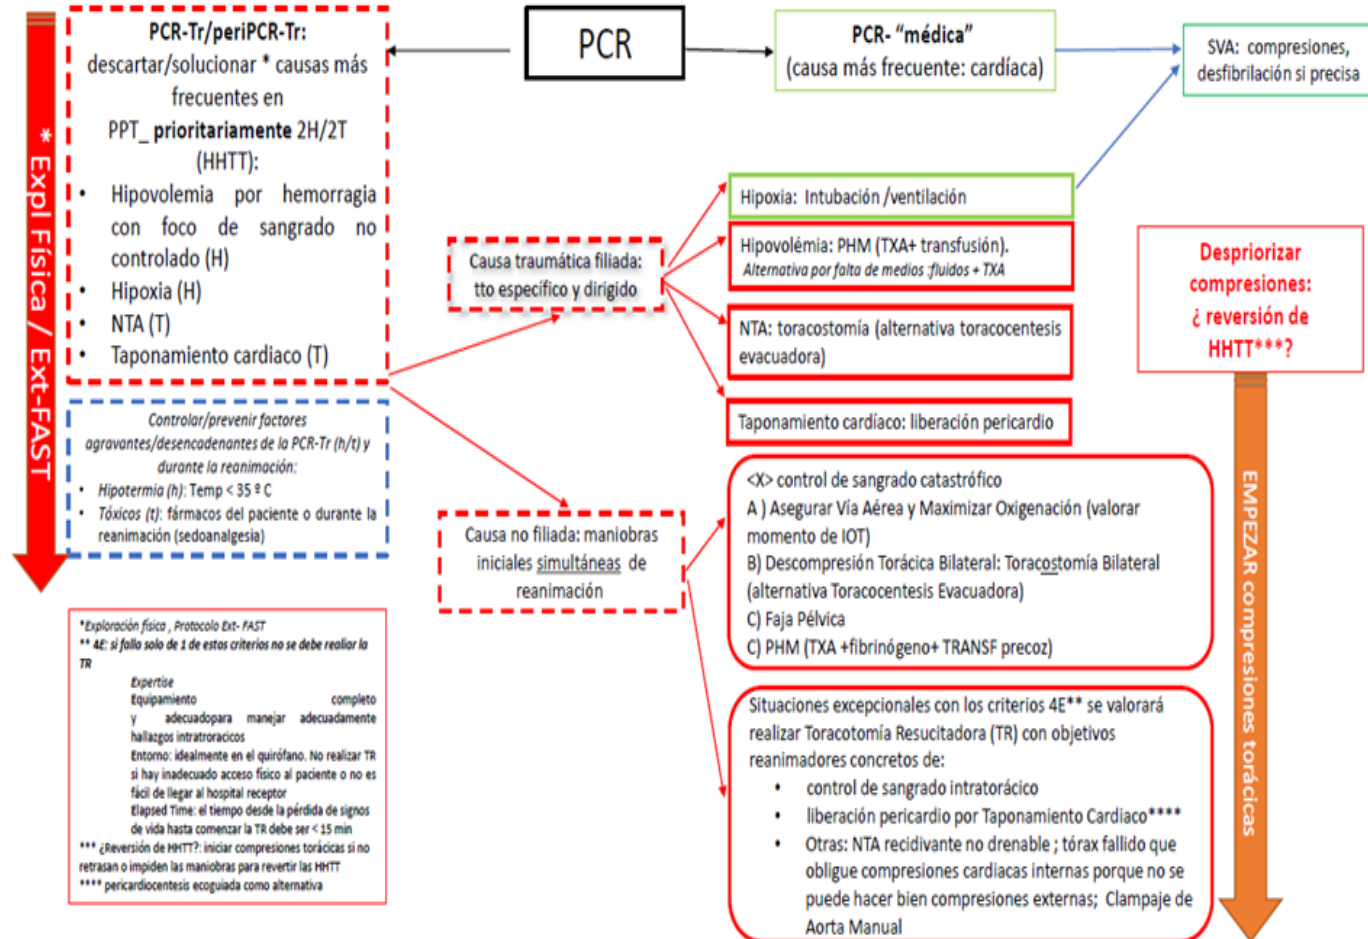 * Expl Física / Ext-FAST
PCR-Tr/periPCR-Tr:
descartar/solucionar * causas más
frecuentes en
PPT_ prioritariamente 2H/2T
(HHTT):
• Hipovolemia por hemorragia
con foco de sangrado no
controlado (H)
• Hipoxia (H)
• NTA (T)
• Taponamiento cardiaco (T)
Controlar/prevenir factores
agravantes/desencadenantes de la PCR-Tr (h/t) y
durante la reanimación:
• Hipotermia (h): Temp < 35 º C
• Tóxicos (t): fármacos del paciente o durante la
reanimación (sedoanalgesia)
*Exploración física , Protocolo Ext- FAST
** 4E: si falla solo de 1 de estos criterios no se debe realiar la
TR
Expertise
Equipamiento completo
y adecuadopara manejar adecuadamente
hallazgos intratroracicos
Entorno: idealmente en el quirófano. No realizar TR
si hay inadecuado acceso físico al paciente o no es
fácil de llegar al hospital receptor
Elapsed Time: el tiempo desde la pérdida de signos
de vida hasta comenzar la TR debe ser < 15 min
*** ¿Reversión de HHTT?: iniciar compresiones torácicas si no
retrasan o impiden las maniobras para revertir las HHTT
**** pericardiocentesis ecoguiada como alternativa
PCR
PCR- “médica”
(causa más frecuente: cardíaca)
SVA: compresiones,
desfibrilación si precisa
Causa traumática filiada:
tto específico y dirigido
Hipoxia: Intubación /ventilación
Hipovolémia: PHM (TXA+ transfusión).
Alternativa por falta de medios :fluidos + TXA
NTA: toracostomía (alternativa toracocentesis
evacuadora)
Taponamiento cardíaco: liberación pericardio
Causa no filiada: maniobras
iniciales simultáneas de
reanimación
<X> control de sangrado catastrófico
A ) Asegurar Vía Aérea y Maximizar Oxigenación (valorar
momento de IOT)
B) Descompresión Torácica Bilateral: Toracostomía Bilateral
(alternativa Toracocentesis Evacuadora)
C) Faja Pélvica
C) PHM (TXA +fibrinógeno+ TRANSF precoz)
Situaciones excepcionales con los criterios 4E** se valorará
realizar Toracotomía Resucitadora (TR) con objetivos
reanimadores concretos de:
• control de sangrado intratorácico
• liberación pericardio por Taponamiento Cardiaco****
• Otras: NTA recidivante no drenable ; tórax fallido que
obligue compresiones cardiacas internas porque no se
puede hacer bien compresiones externas; Clampaje de
Aorta Manual
Despriorizar
compresiones:
¿ reversión de
HHTT***?
EMPEZAR compresiones torácicas